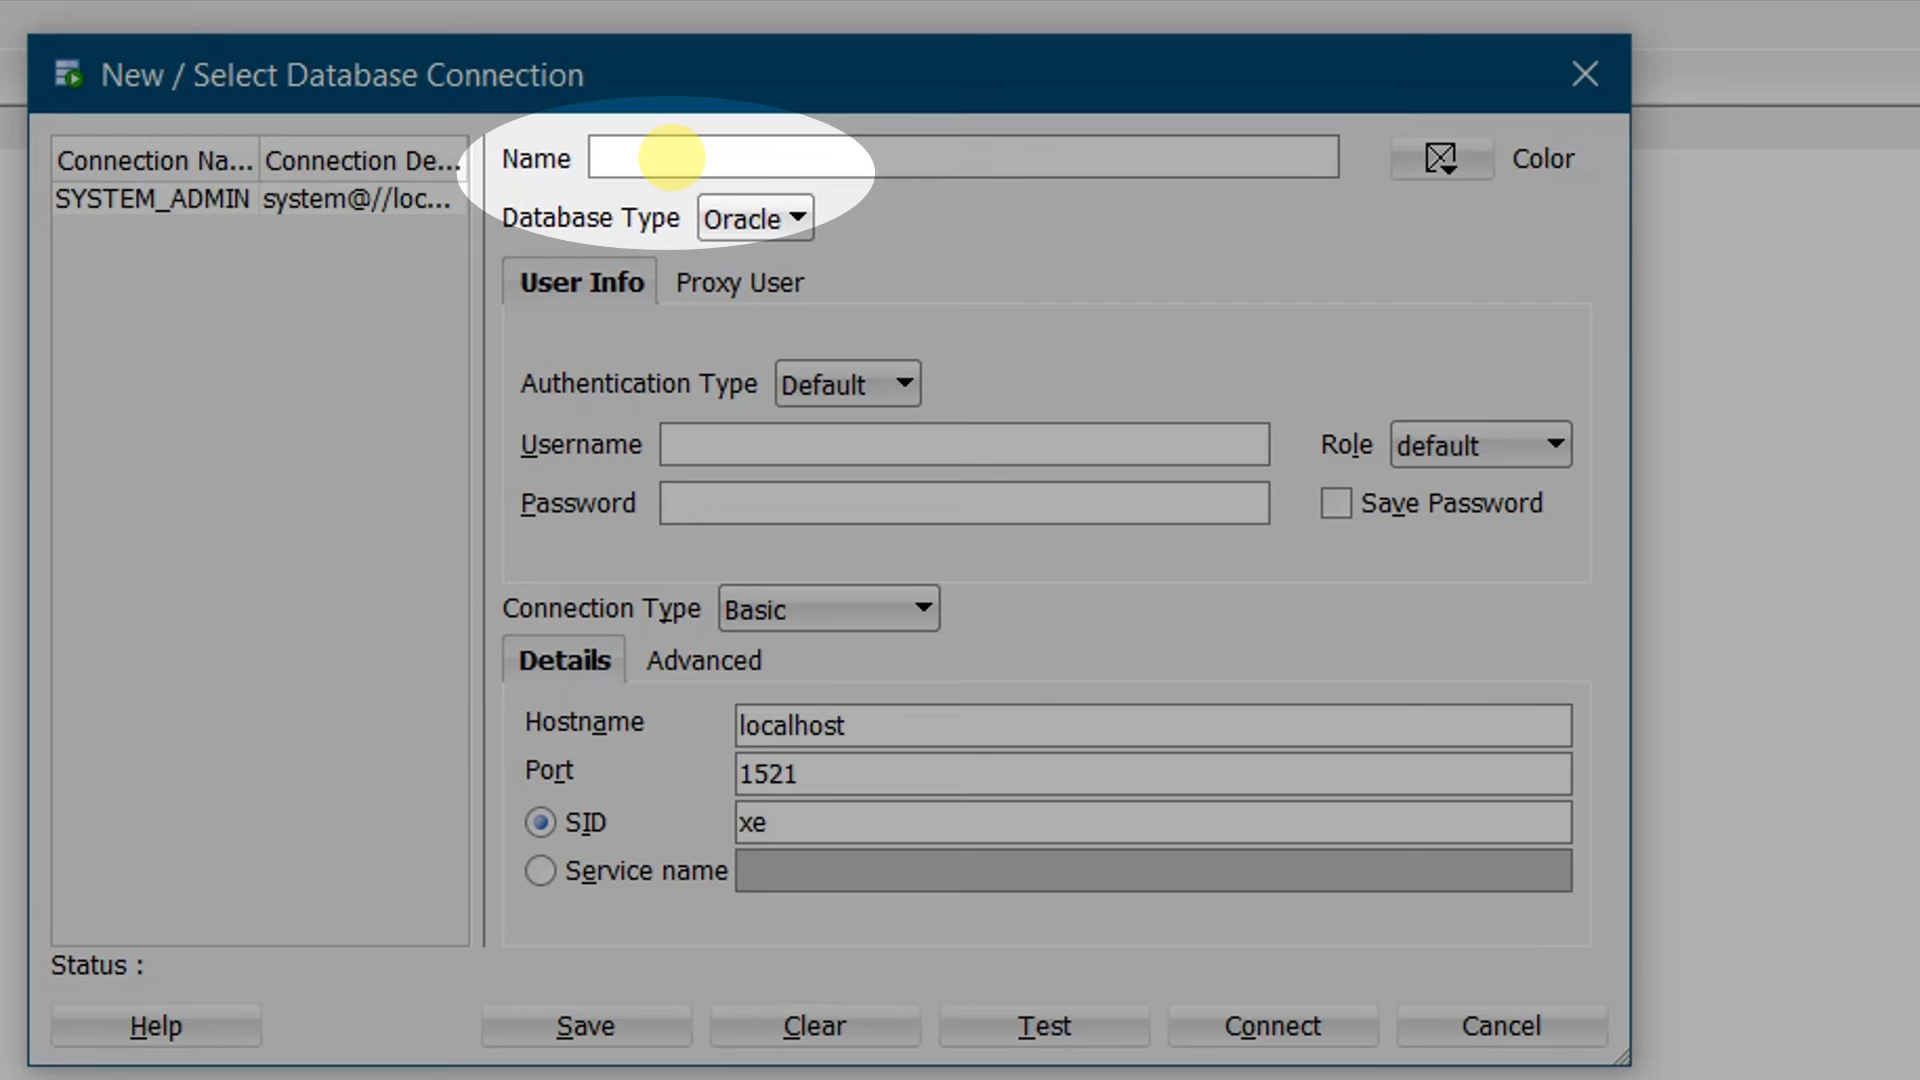 New / Select Database Connection
Connection Na... Connection De...
SYSTEM_ADMIN system@//loc...
Name
Color
Database Type Oracle
User Info Proxy User
Authentication Type Default
Username
Role default
Password
Save Password
Connection Type Basic
Details Advanced
Hostname localhost
Port 1521
SID xe
Service name
Status :
Help Save Clear Test Connect Cancel